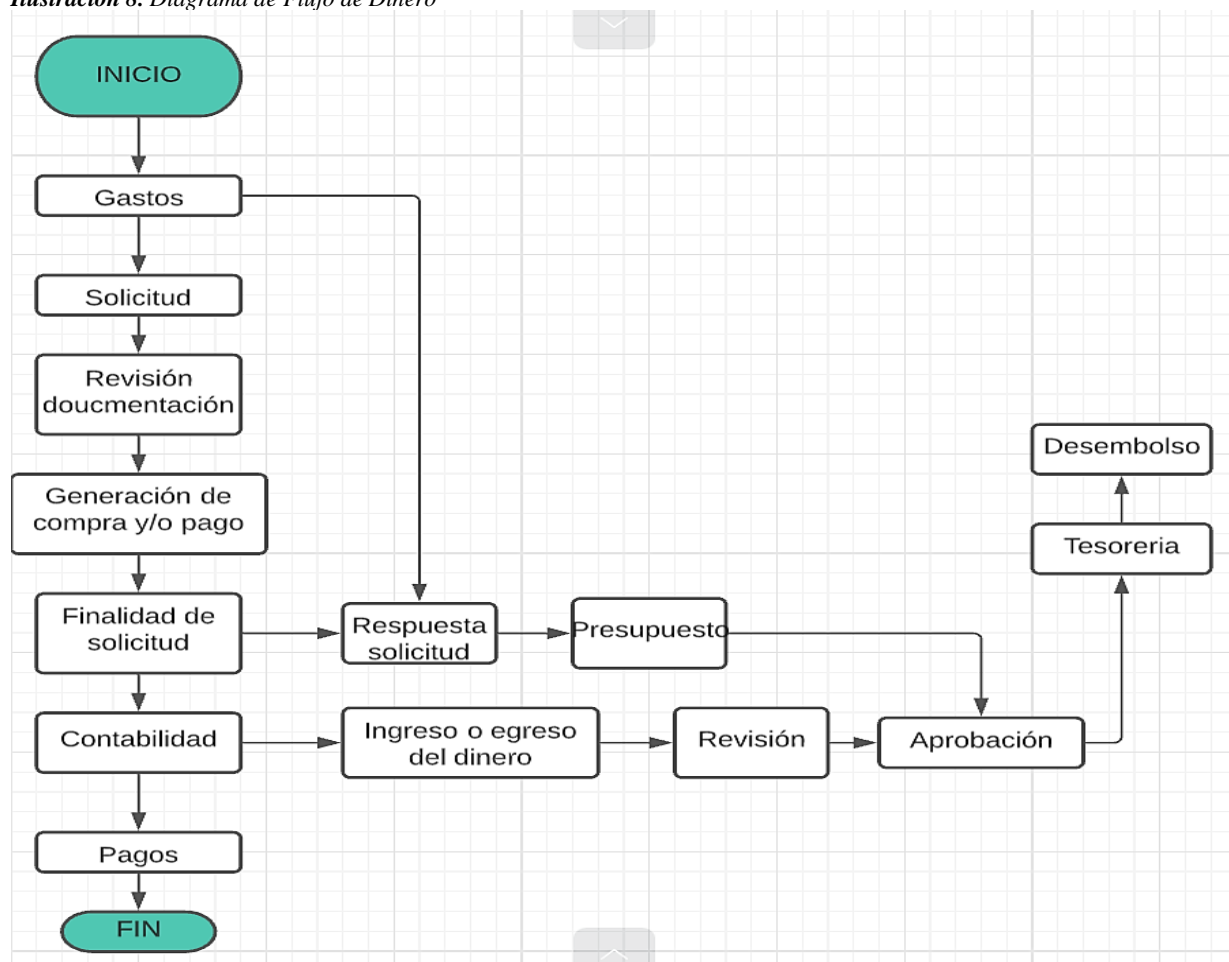 Ilustración 8. Diagrama de Flujo de Dinero
INICIO
Gastos
Solicitud
Revisión
doucmentación
Generación de
compra y/o pago
Finalidad de
solicitud
Respuesta
solicitud
Presupuesto
Contabilidad
Ingreso o egreso
del dinero
Revisión
Aprobación
Desembolso
Tesoreria
Pagos
FIN